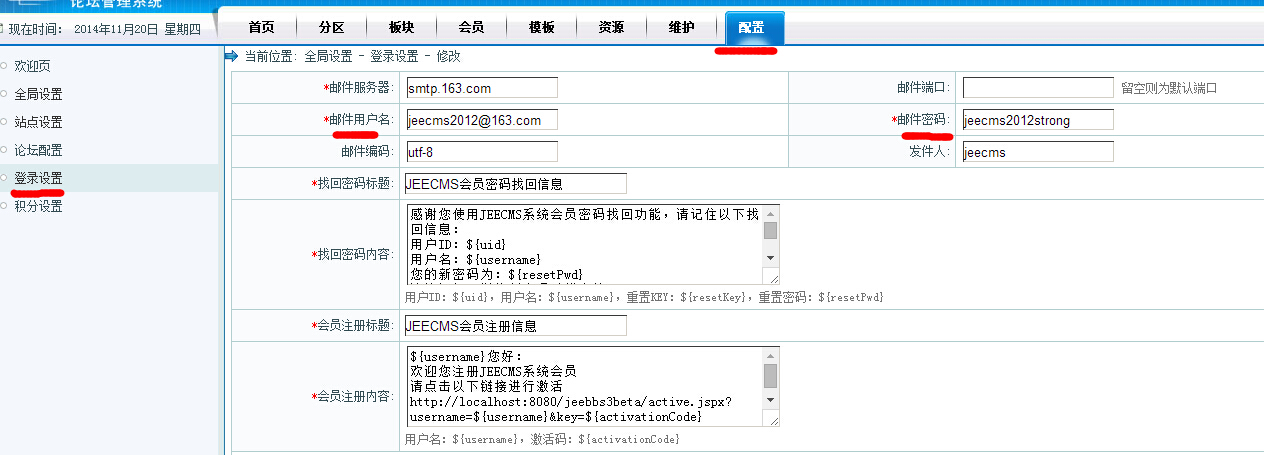 论坛管理系统
现在时间: 2014年11月20日 星期四
首页 分区 板块 会员 模板 资源 维护 配置
当前位置: 全局设置 - 登录设置 - 修改
欢迎页
全局设置
站点设置
论坛配置
登录设置
积分设置
*邮件服务器: smtp.163.com 邮件端口: 留空则为默认端口
*邮件用户名: jeecms2012@163.com *邮件密码: jeecms2012strong
邮件编码: utf-8 发件人: jeecms
*找回密码标题: JEECMS会员密码找回信息
*找回密码内容:
感谢您使用JEECMS系统会员密码找回功能，请记住以下找
回信息：
用户ID：${uid}
用户名：${username}
您的新密码为：${resetPwd}
用户ID：${uid}，用户名：${username}，重置KEY：${resetKey}，重置密码：${resetPwd}
*会员注册标题: JEECMS会员注册信息
*会员注册内容:
${username}您好：
欢迎您注册JEECMS系统会员
请点击以下链接进行激活
http://localhost:8080/jeebbs3beta/active.jspx?
username=${username}&key=${activationCode}
用户名：${username}，激活码：${activationCode}